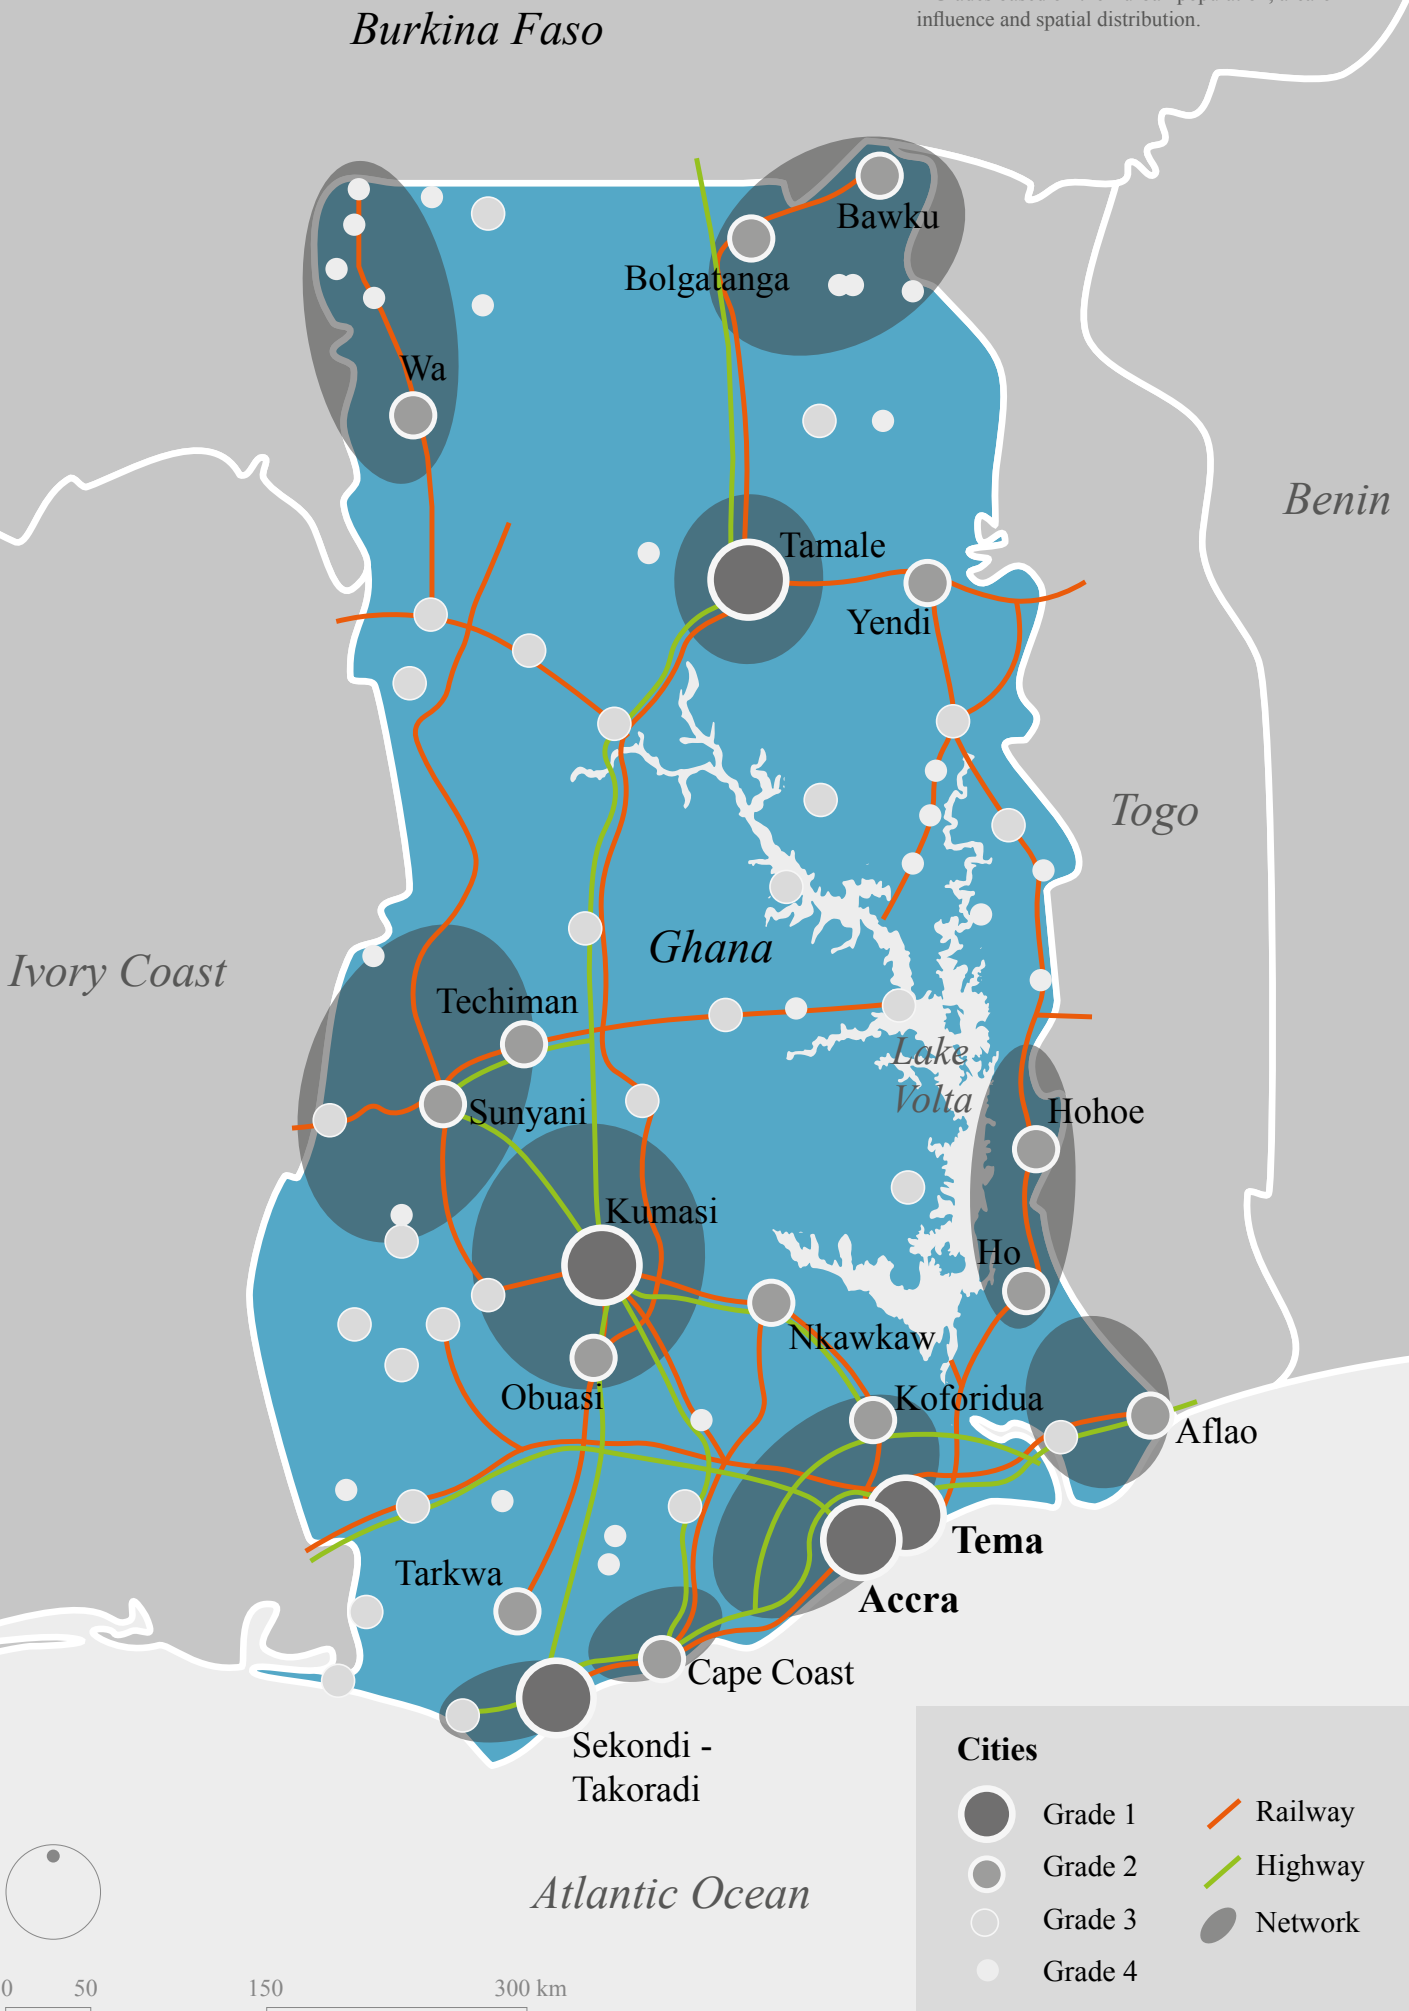 influence and spatial distribution.
Burkina Faso
Bawku
Bolgatanga
Wa
Benin
Tamale
Yendi
Togo
Ghana
Ivory Coast
Techiman
Lake
Volta
Sunyani
Hohoe
Kumasi
Ho
Nkawkaw
Obuasi
Koforidua
Aflao
Tema
Tarkwa
Accra
Cape Coast
Sekondi -
Takoradi
Cities
Grade 1
Railway
Grade 2
Highway
Grade 3
Network
Grade 4
Atlantic Ocean
0 50 150 300 km